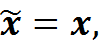 x̃ = x,